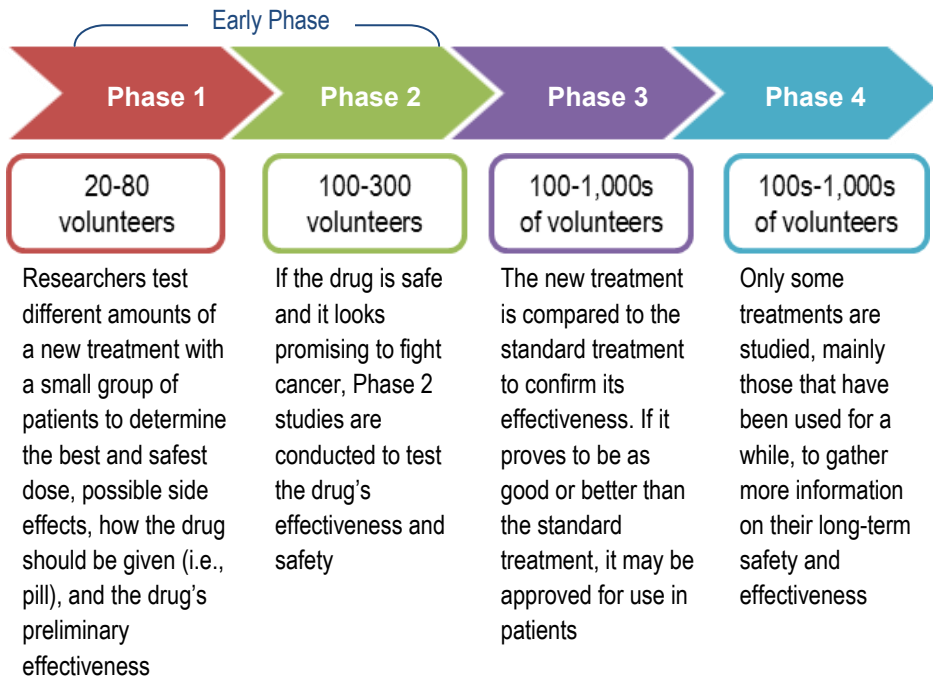 Early Phase
Phase 1
Phase 2
Phase 3
Phase 4
20-80
volunteers
100-300
volunteers
100-1,000s
of volunteers
100s-1,000s
of volunteers
Researchers test
different amounts of
a new treatment with
a small group of
patients to determine
the best and safest
dose, possible side
effects, how the drug
should be given (i.e.,
pill), and the drug’s
preliminary
effectiveness
If the drug is safe
and it looks
promising to fight
cancer, Phase 2
studies are
conducted to test
the drug’s
effectiveness and
safety
The new treatment
is compared to the
standard treatment
to confirm its
effectiveness. If it
proves to be as
good or better than
the standard
treatment, it may be
approved for use in
patients
Only some
treatments are
studied, mainly
those that have
been used for a
while, to gather
more information
on their long-term
safety and
effectiveness